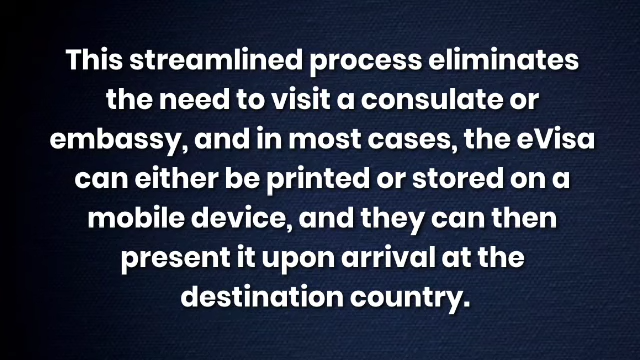 This streamlined process eliminates
the need to visit a consulate or
embassy, and in most cases, the eVisa
can either be printed or stored on a
mobile device, and they can then
present it upon arrival at the
destination country.